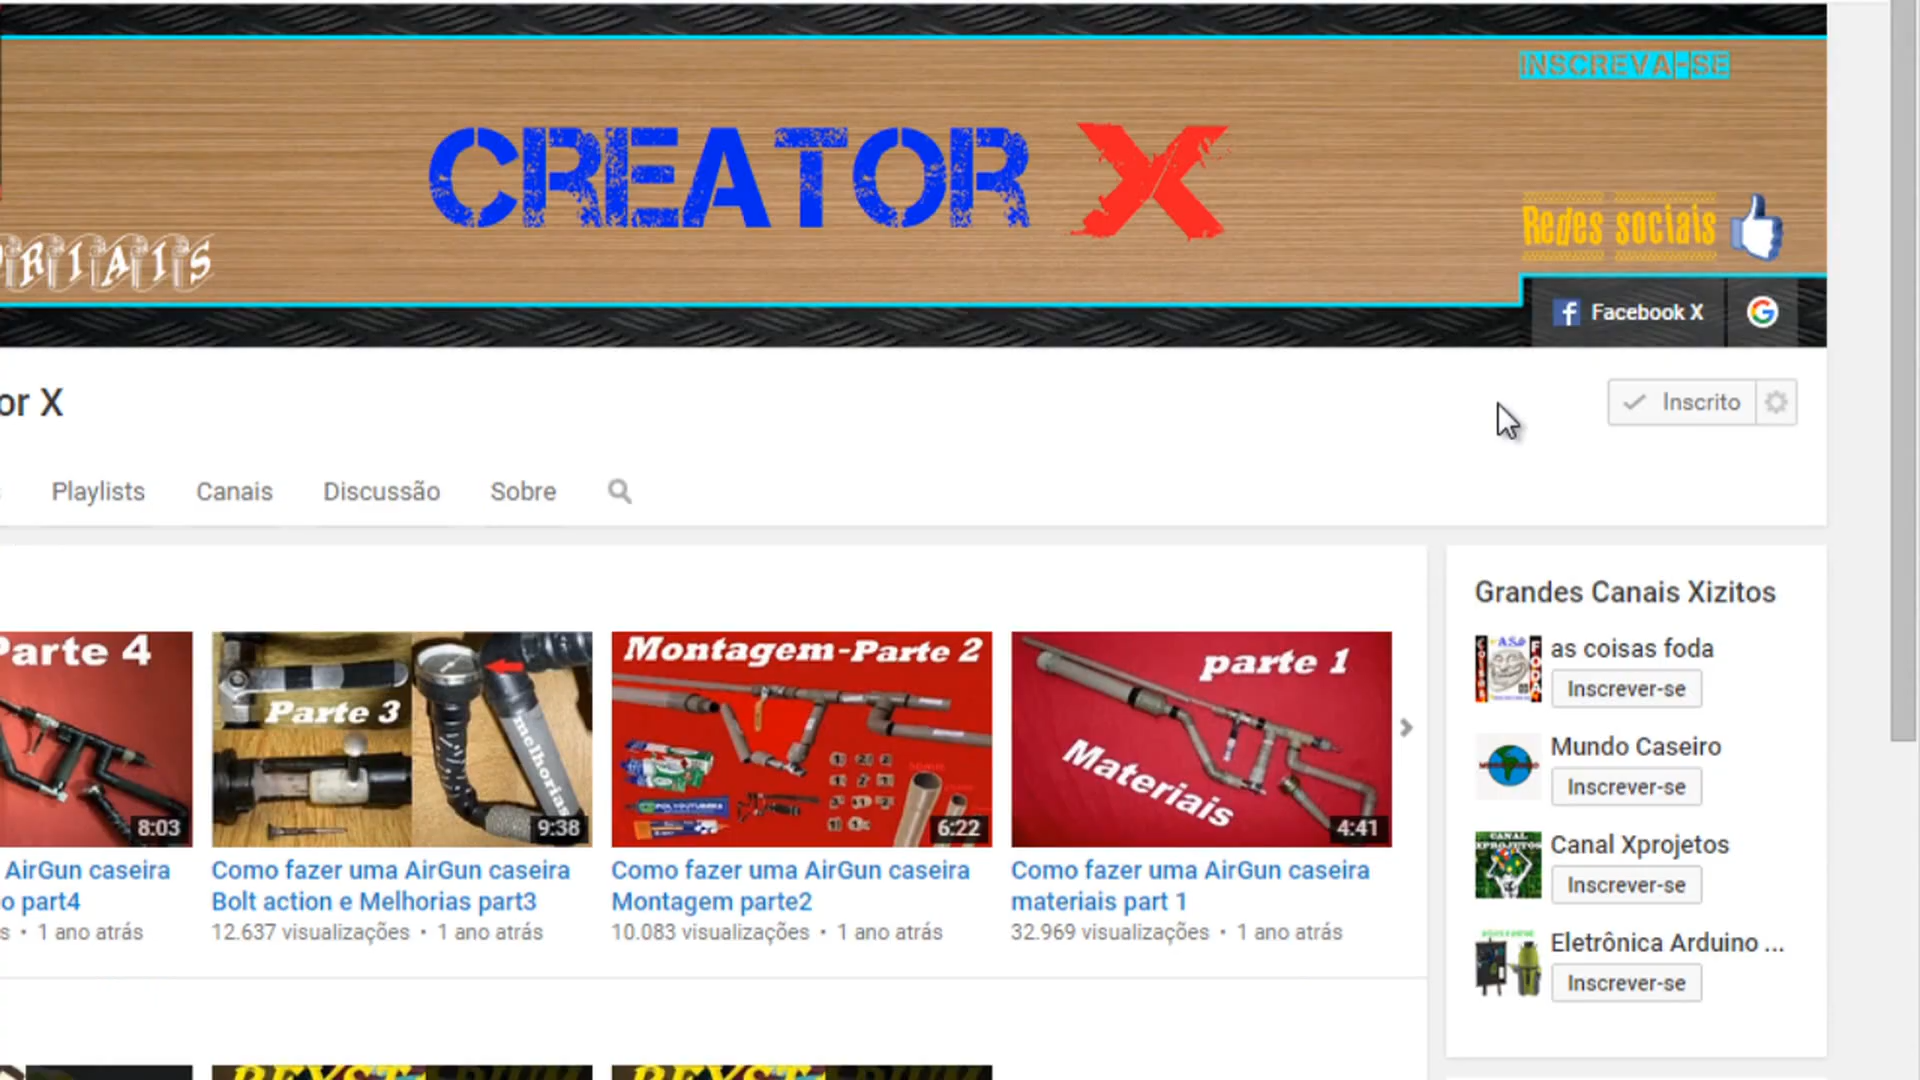 INSCREVA-SE
CREATOR X
Redes sociais
RIAIS
Facebook X
or X
Inscrito
Playlists
Canais
Discussão
Sobre
Grandes Canais Xizitos
as coisas foda
Inscrever-se
Mundo Caseiro
Inscrever-se
Canal Xprojetos
Inscrever-se
Eletrônica Arduino ...
Inscrever-se
Parte 4
8:03
AirGun caseira
o part4
s • 1 ano atrás
Parte 3
melhorias
9:38
Como fazer uma AirGun caseira
Bolt action e Melhorias part3
12.637 visualizações • 1 ano atrás
Montagem-Parte 2
6:22
Como fazer uma AirGun caseira
Montagem parte2
10.083 visualizações • 1 ano atrás
parte 1
Materiais
4:41
Como fazer uma AirGun caseira
materiais part 1
32.969 visualizações • 1 ano atrás